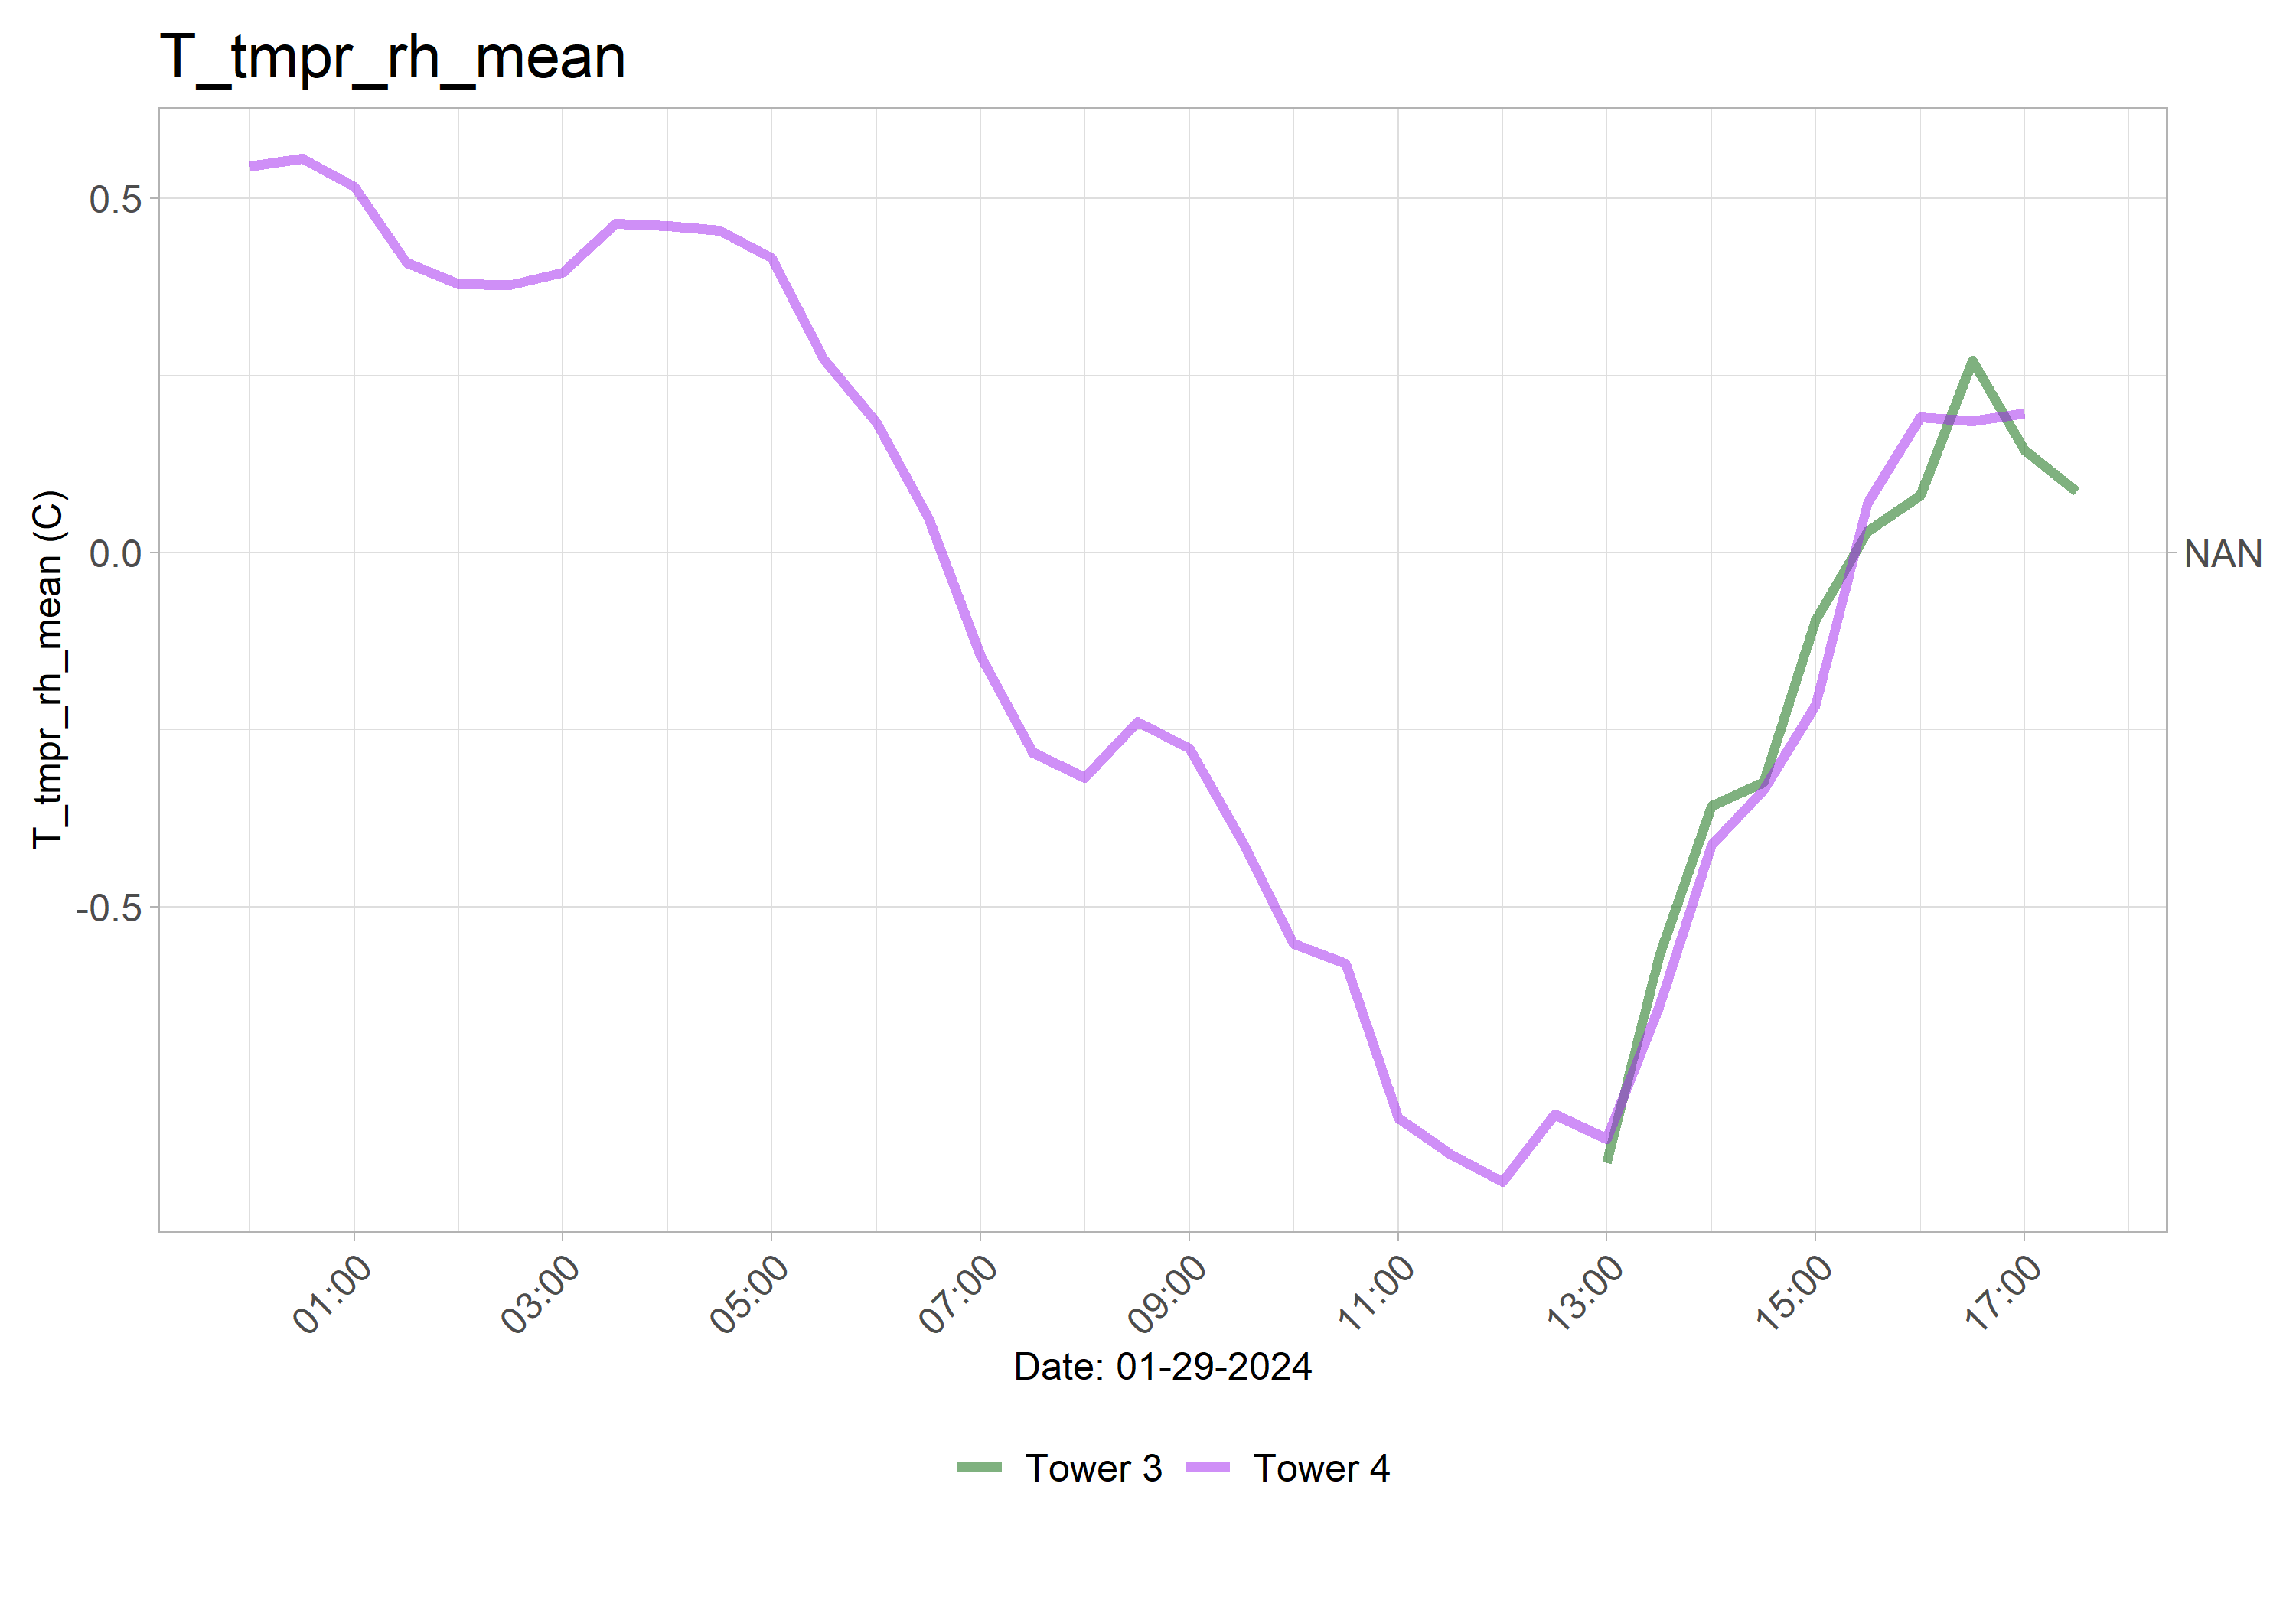 T_tmpr_rh_mean
T_tmpr_rh_mean (C)
0.5
0.0
-0.5
NAN
01:00
03:00
05:00
07:00
09:00
11:00
13:00
15:00
17:00
Date: 01-29-2024
Tower 3
Tower 4